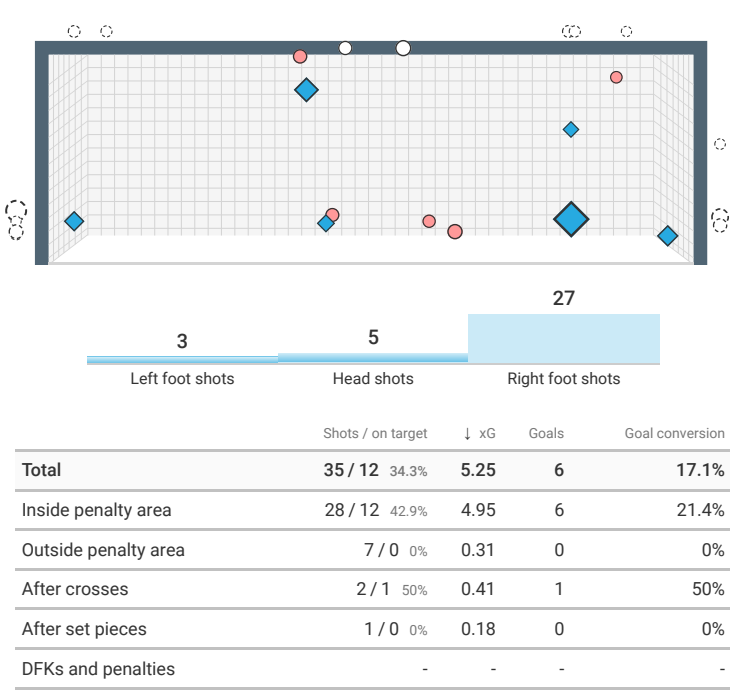 27
3
5
Left foot shots Head shots Right foot shots
Shots / on target ↓ xG Goals Goal conversion
Total 35 / 12 34.3% 5.25 6 17.1%
Inside penalty area 28 / 12 42.9% 4.95 6 21.4%
Outside penalty area 7 / 0 0% 0.31 0 0%
After crosses 2 / 1 50% 0.41 1 50%
After set pieces 1 / 0 0% 0.18 0 0%
DFKs and penalties - - - -